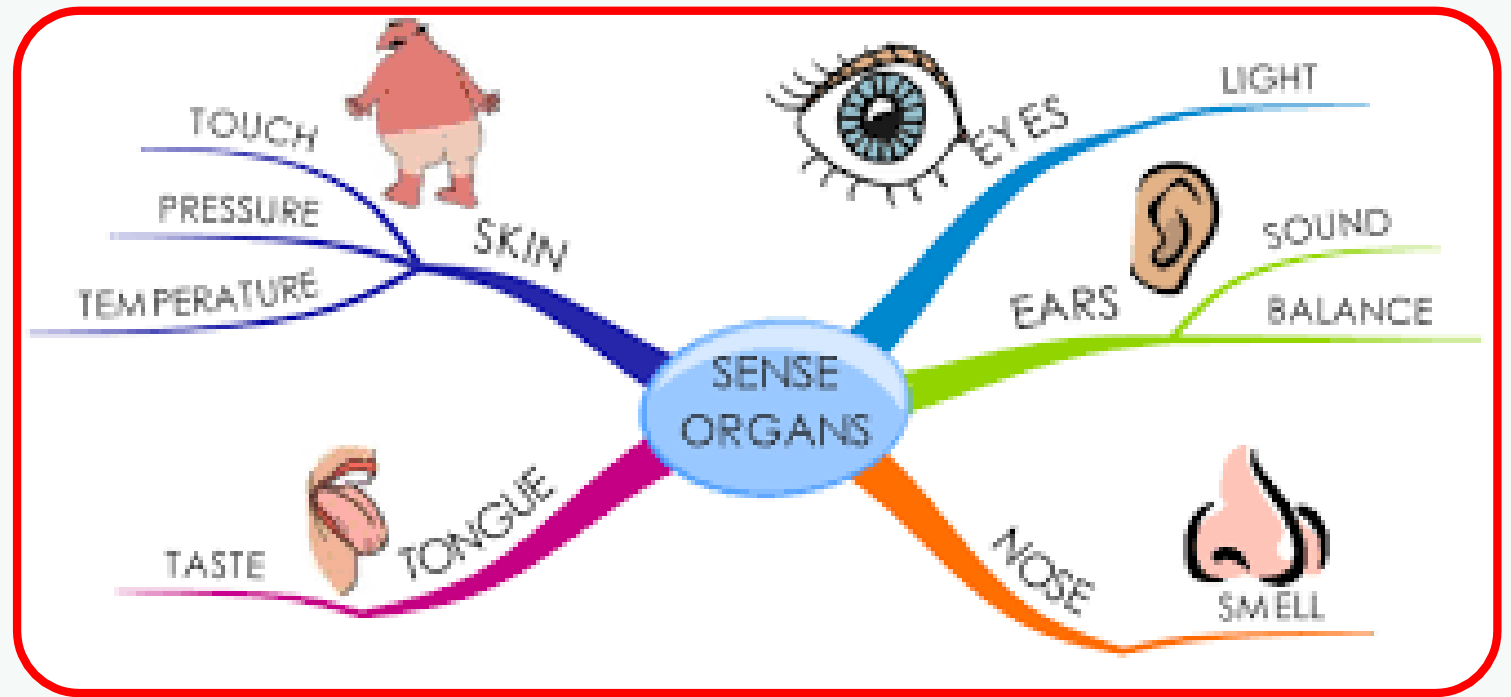 SENSE
ORGANS
EYES
LIGHT
EARS
SOUND
BALANCE
NOSE
SMELL
TONGUE
TASTE
SKIN
TOUCH
PRESSURE
TEMPERATURE